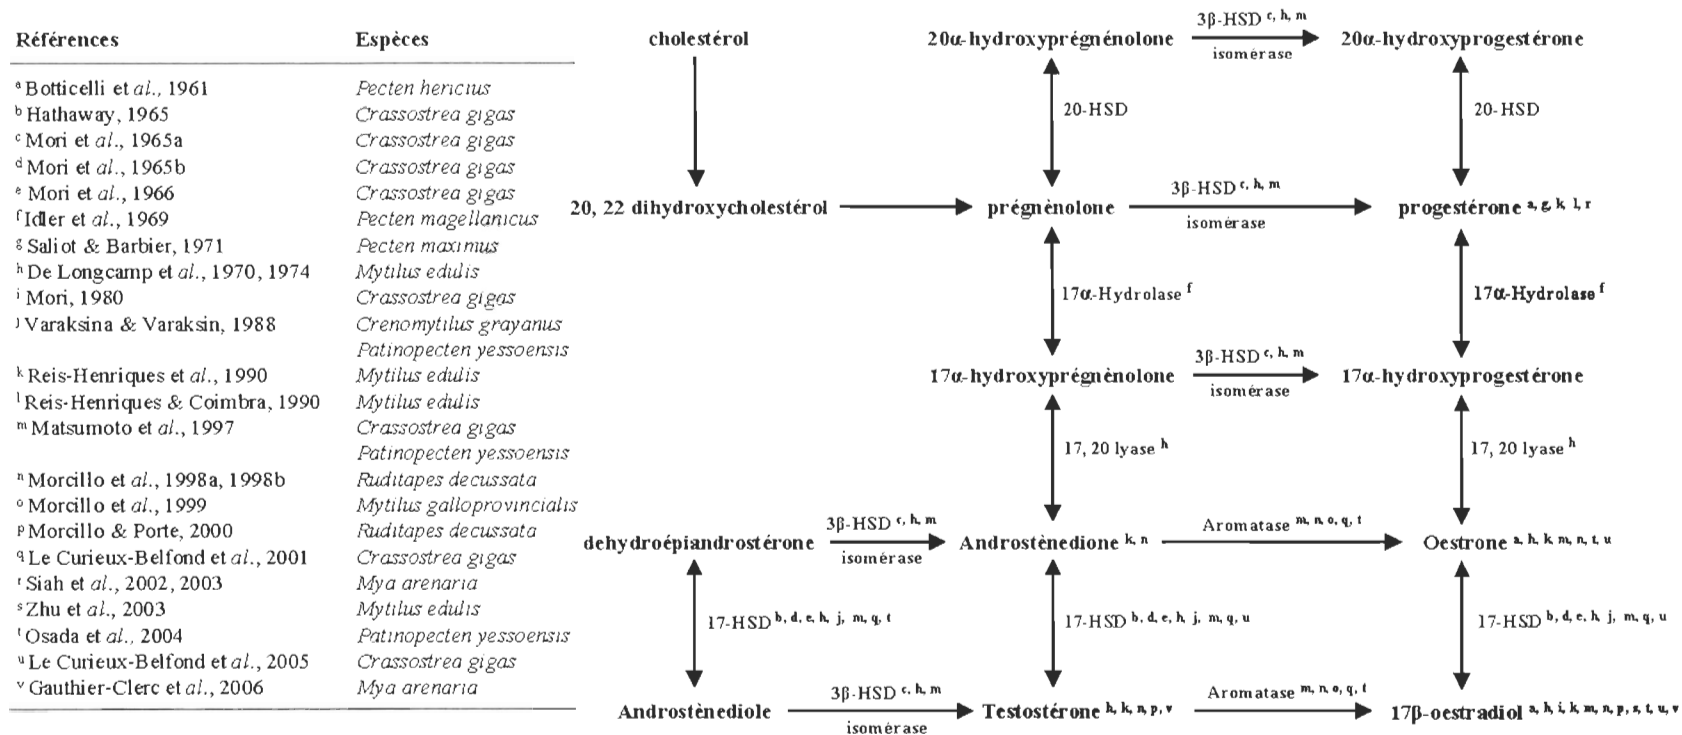 Références Espèces
ᵃ Botticelli et al., 1961 Pecten hericius
ᵇ Hathaway, 1965 Crassostrea gigas
ᶜ Mori et al., 1965a Crassostrea gigas
ᵈ Mori et al., 1965b Crassostrea gigas
ᵉ Mori et al., 1966 Crassostrea gigas
ᶠ Idler et al., 1969 Pecten magellanicus
ᵍ Saliot & Barbier, 1971 Pecten maximus
ʰ De Longcamp et al., 1970, 1974 Mytilus edulis
ⁱ Mori, 1980 Crassostrea gigas
ʲ Varaksina & Varaksin, 1988 Crenomytilus grayanus
Patinopecten yessoensis
ᵏ Reis-Henriques et al., 1990 Mytilus edulis
ˡ Reis-Henriques & Coimbra, 1990 Mytilus edulis
ᵐ Matsumoto et al., 1997 Crassostrea gigas
Patinopecten yessoensis
ⁿ Morcillo et al., 1998a, 1998b Ruditapes decussata
ᵒ Morcillo et al., 1999 Mytilus galloprovincialis
ᵖ Morcillo & Porte, 2000 Ruditapes decussata
q Le Curieux-Belfond et al., 2001 Crassostrea gigas
ʳ Siah et al., 2002, 2003 Mya arenaria
ˢ Zhu et al., 2003 Mytilus edulis
ᵗ Osada et al., 2004 Patinopecten yessoensis
ᵘ Le Curieux-Belfond et al., 2005 Crassostrea gigas
ᵛ Gauthier-Clerc et al., 2006 Mya arenaria
3β-HSD c, h, m
cholestérol 20α-hydroxyprégnénolone 20α-hydroxyprogestérone
isomérase
20-HSD 20-HSD
3β-HSD c, h, m
20, 22 dihydroxycholestérol prégnènolone progestérone a, g, k, l, r
isomérase
17α-Hydrolase f 17α-Hydrolase f
3β-HSD c, h, m
17α-hydroxyprégnènolone 17α-hydroxyprogestérone
isomérase
17, 20 lyase h 17, 20 lyase h
3β-HSD c, h, m Aromatase m, n, o, q, t
dehydroépiandrostérone Androstènedione k, n Oestrone a, h, k, m, n, t, u
isomérase
17-HSD b, d, e, h, j, m, q, t 17-HSD b, d, e, h, j, m, q, u 17-HSD b, d, e, h, j, m, q, u
3β-HSD c, h, m Aromatase m, n, o, q, t
Androstènediole Testostérone h, k, n, p, v 17β-oestradiol a, h, i, k, m, n, p, s, t, u, v
isomérase